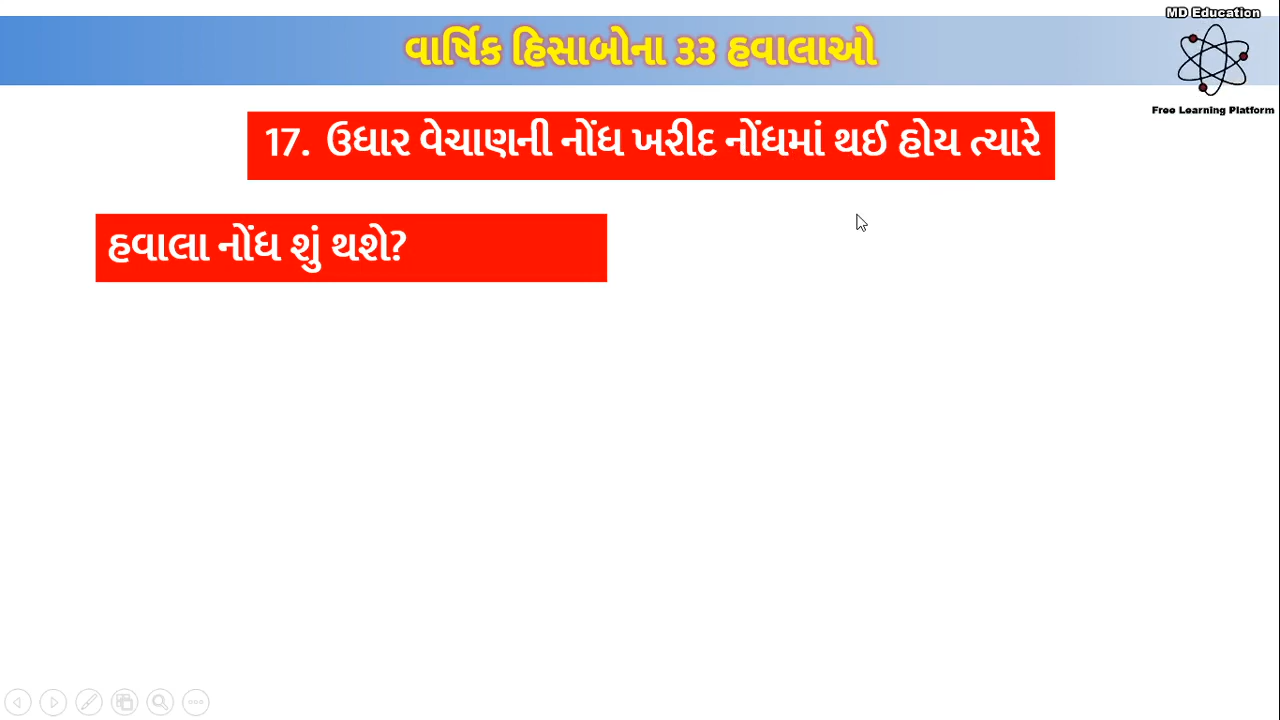 MD Education
વાર્ષિક હિસાબોના ૩૩ હવાલાઓ
Free Learning Platform
17. ઉધાર વેચાણની નોંધ ખરીદ નોંધમાં થઈ હોય ત્યારે
હવાલા નોંધ શું થશે?